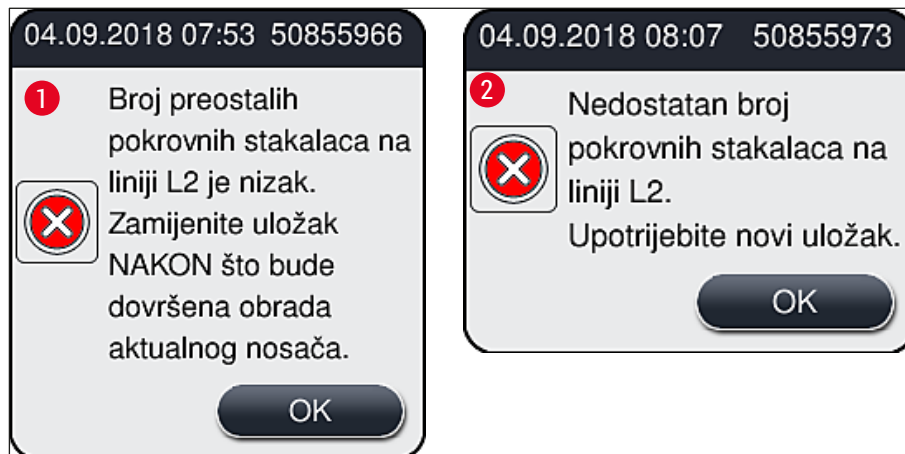 04.09.2018 07:53 50855966
1
Broj preostalih
pokrovnih stakalaca na
liniji L2 je nizak.
Zamijenite uložak
NAKON što bude
dovršena obrada
aktualnog nosača.
OK
04.09.2018 08:07 50855973
2
Nedostatan broj
pokrovnih stakalaca na
liniji L2.
Upotrijebite novi uložak.
OK